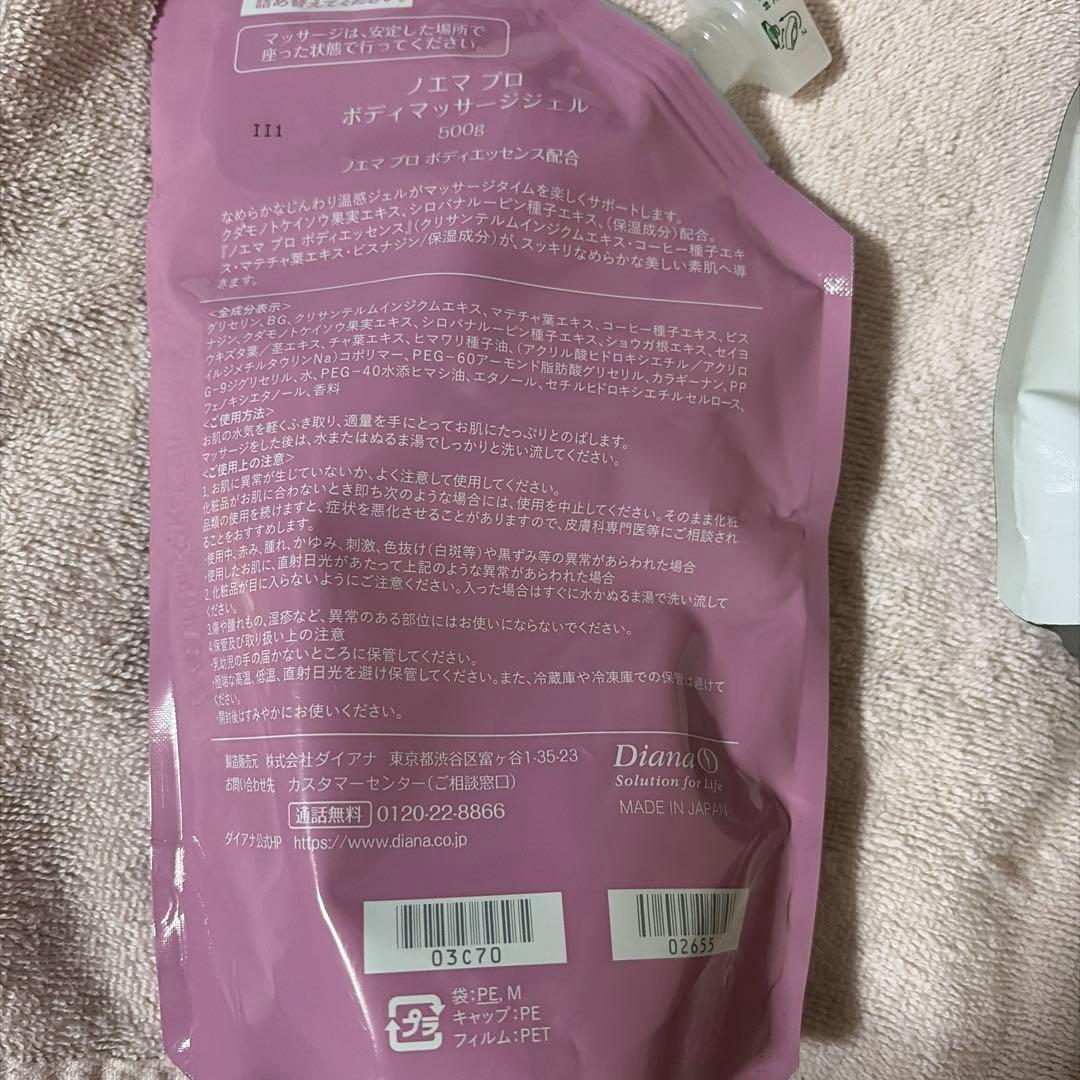 詰め替えてください。
マッサージは、安定した場所で
座った状態で行ってください。
ノエマ プロ
ボディマッサージジェル
500g
II1
ノエマ プロ ボディエッセンス配合
なめらかなじんわり温感ジェルがマッサージタイムを楽しくサポートします。
クダモノトケイソウ果実エキス、シロバナルーピン種子エキス、(保湿成分)配合。
『ノエマ プロ ボディエッセンス』(クリサンテルムインジクムエキス・コーヒー種子エキ
ス・マテチャ葉エキス・ビスナジン/保湿成分)が、スッキリなめらかな美しい素肌へ導
きます。
<全成分表示>
グリセリン、BG、クリサンテルムインジクムエキス、マテチャ葉エキス、コーヒー種子エキス、ビス
ナジン、クダモノトケイソウ果実エキス、シロバナルーピン種子エキス、ショウガ根エキス、セイヨ
ウキズタ葉/茎エキス、チャ葉エキス、ヒマワリ種子油、(アクリル酸ヒドロキシエチル/アクリロ
イルジメチルタウリンNa)コポリマー、PEG-60アーモンド脂肪酸グリセリル、カラギーナン、PP
G-9ジグリセリル、水、PEG-40水添ヒマシ油、エタノール、セチルヒドロキシエチルセルロース、
フェノキシエタノール、香料
<ご使用方法>
お肌の水気を軽くふき取り、適量を手にとってお肌にたっぷりとのばします。
マッサージをした後は、水またはぬるま湯でしっかりと洗い流してください。
<ご使用上の注意>
1.お肌に異常が生じていないか、よく注意して使用してください。
化粧品がお肌に合わないとき即ち次のような場合には、使用を中止してください。そのまま化粧
品類の使用を続けますと、症状を悪化させることがありますので、皮膚科専門医等にご相談され
ることをおすすめします。
・使用中、赤み、腫れ、かゆみ、刺激、色抜け(白斑等)や黒ずみ等の異常があらわれた場合
・使用したお肌に、直射日光があたって上記のような異常があらわれた場合
2.化粧品が目に入らないようにご注意ください。入った場合はすぐに水かぬるま湯で洗い流して
ください。
3.傷や腫れもの、湿疹など、異常のある部位にはお使いにならないでください。
4.保管及び取り扱い上の注意
・乳幼児の手の届かないところに保管してください。
・極端な高温、低温、直射日光を避け保管してください。また、冷蔵庫や冷凍庫での保管は避けて
ください。
・開封後はすみやかにお使いください。
製造販売元 株式会社ダイアナ 東京都渋谷区富ヶ谷1-35-23
お問い合わせ先 カスタマーセンター(ご相談窓口)
通話無料 0120-22-8866
ダイアナ公式HP https://www.diana.co.jp
Diana
Solution for Life
MADE IN JAPAN
03C70
02655
プラ
袋:PE, M
キャップ:PE
フィルム:PET